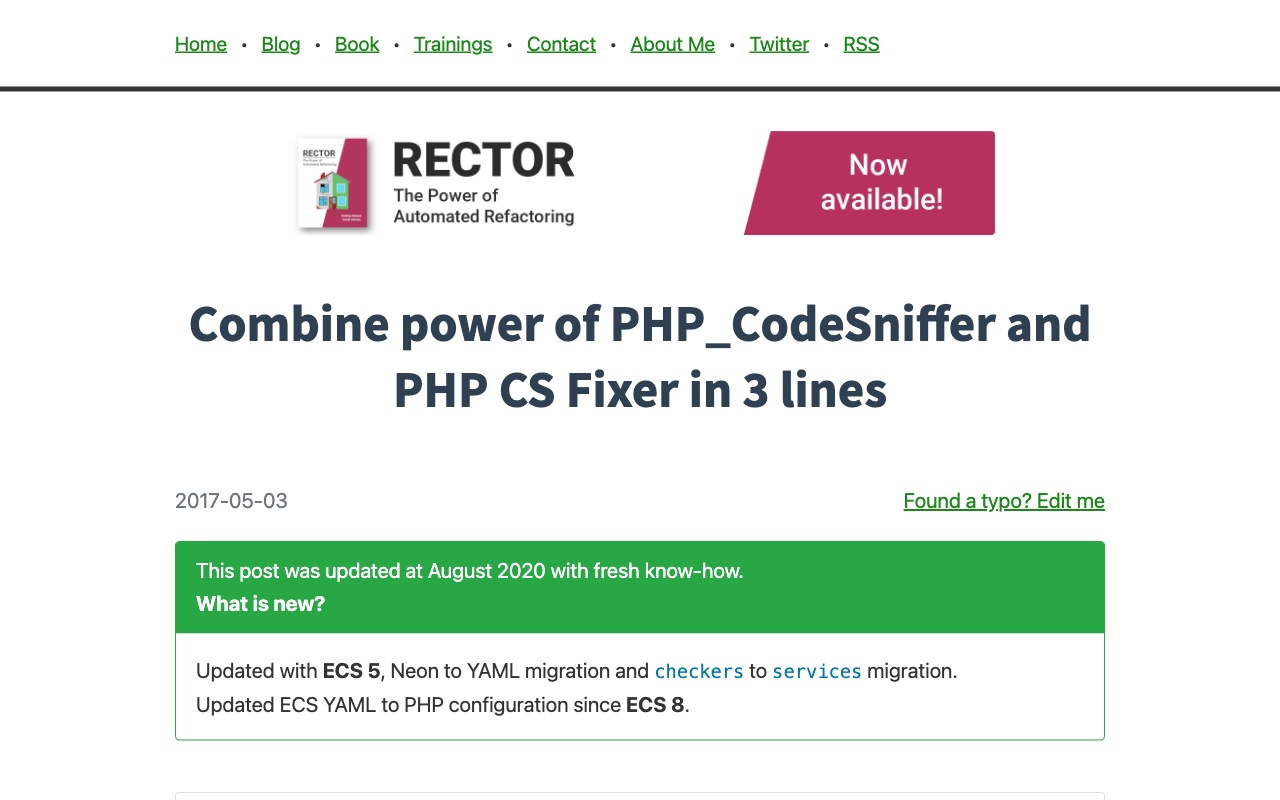 Home • Blog • Book • Trainings • Contact • About Me • Twitter • RSS
RECTOR
The Power of
Automated Refactoring
RECTOR
The Power of
Automated Refactoring
Now
available!
Combine power of PHP_CodeSniffer and
PHP CS Fixer in 3 lines
2017-05-03
Found a typo? Edit me
This post was updated at August 2020 with fresh know-how.
What is new?
Updated with ECS 5, Neon to YAML migration and checkers to services migration.
Updated ECS YAML to PHP configuration since ECS 8.